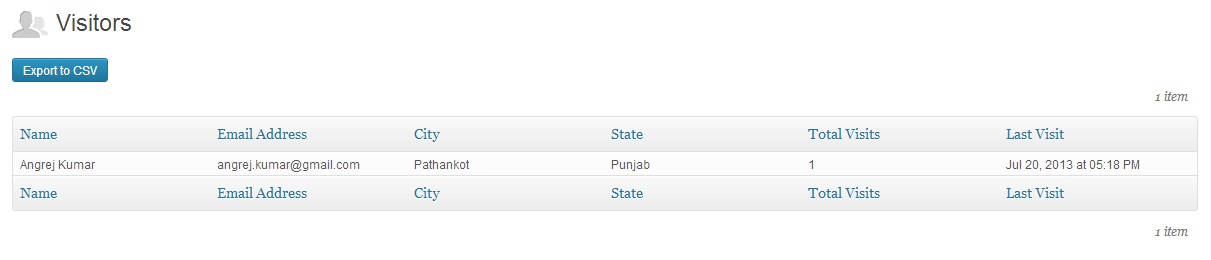 Visitors
Export to CSV
1 item
Name Email Address City State Total Visits Last Visit
Angrej Kumar angrej.kumar@gmail.com Pathankot Punjab 1 Jul 20, 2013 at 05:18 PM
Name Email Address City State Total Visits Last Visit
1 item